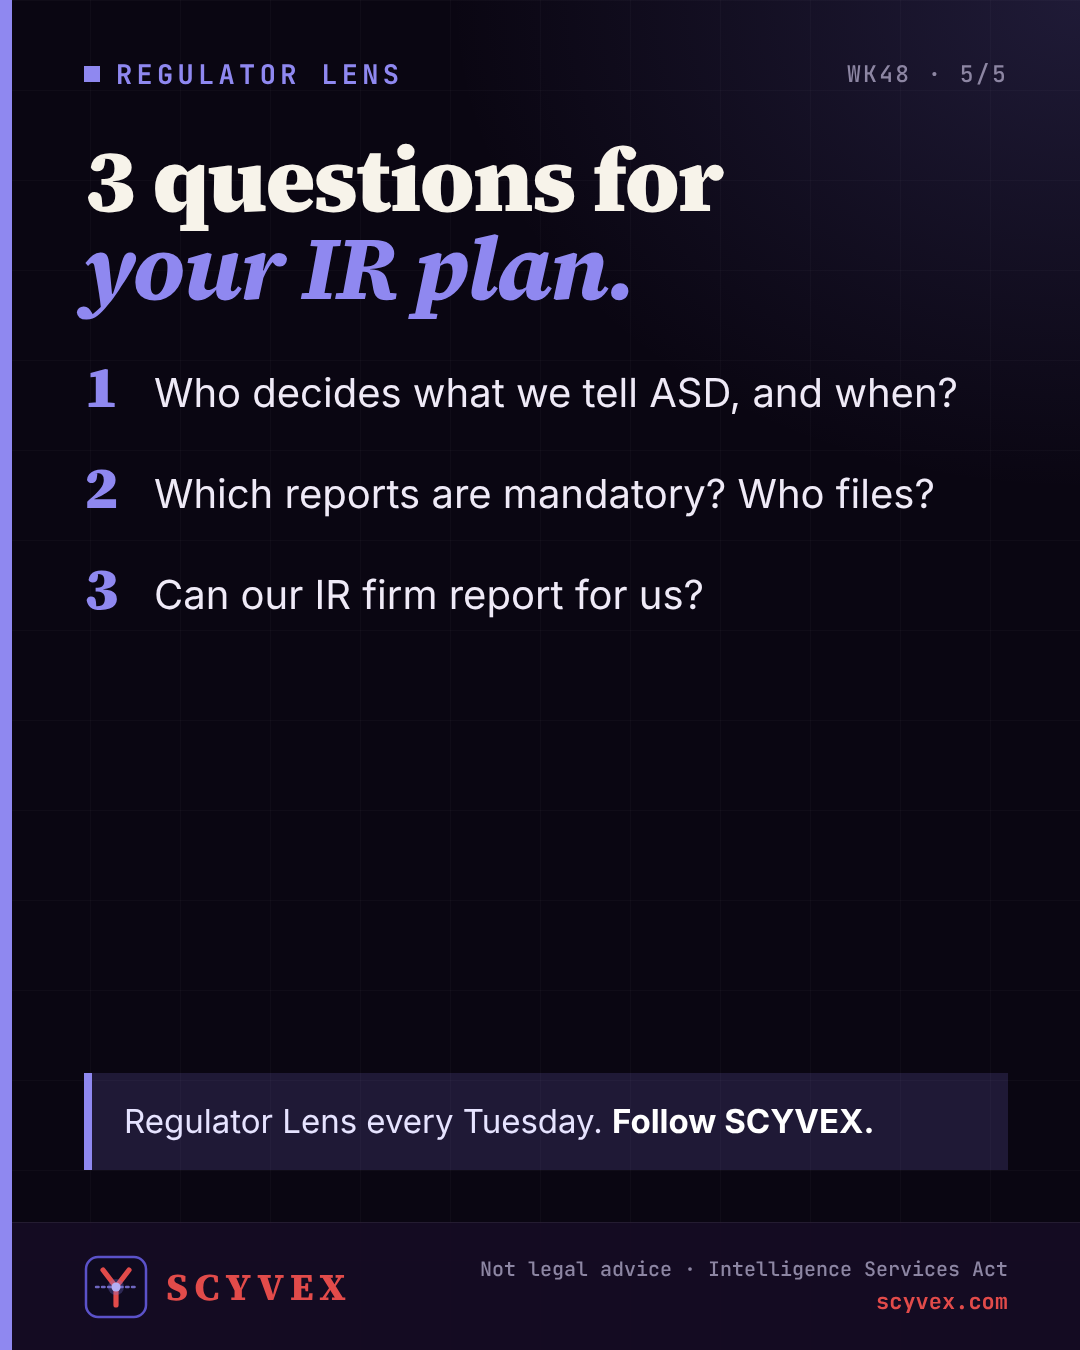 REGULATOR LENS
WK48 · 5/5
3 questions for
your IR plan.
1 Who decides what we tell ASD, and when?
2 Which reports are mandatory? Who files?
3 Can our IR firm report for us?
Regulator Lens every Tuesday. Follow SCYVEX.
SCYVEX
Not legal advice · Intelligence Services Act
scyvex.com